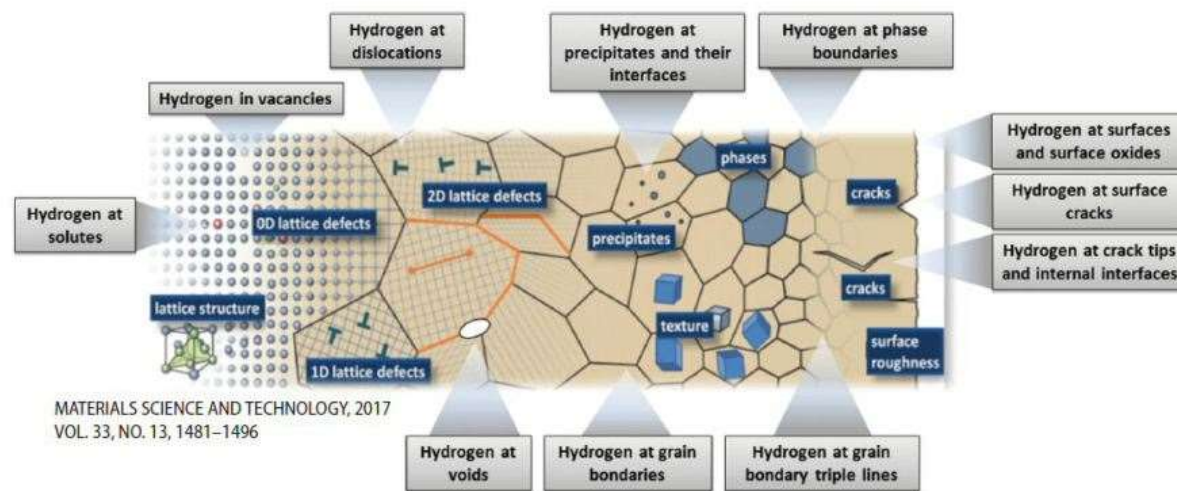 Hydrogen at
dislocations
Hydrogen at
precipitates and their
interfaces
Hydrogen at phase
boundaries
Hydrogen in vacancies
Hydrogen at surfaces
and surface oxides
phases
2D lattice defects
cracks
Hydrogen at surface
cracks
Hydrogen at
solutes
0D lattice defects
precipitates
Hydrogen at crack tips
and internal interfaces
cracks
lattice structure
texture
surface
roughness
1D lattice defects
MATERIALS SCIENCE AND TECHNOLOGY, 2017
VOL. 33, NO. 13, 1481–1496
Hydrogen at
voids
Hydrogen at grain
bondaries
Hydrogen at grain
bondary triple lines